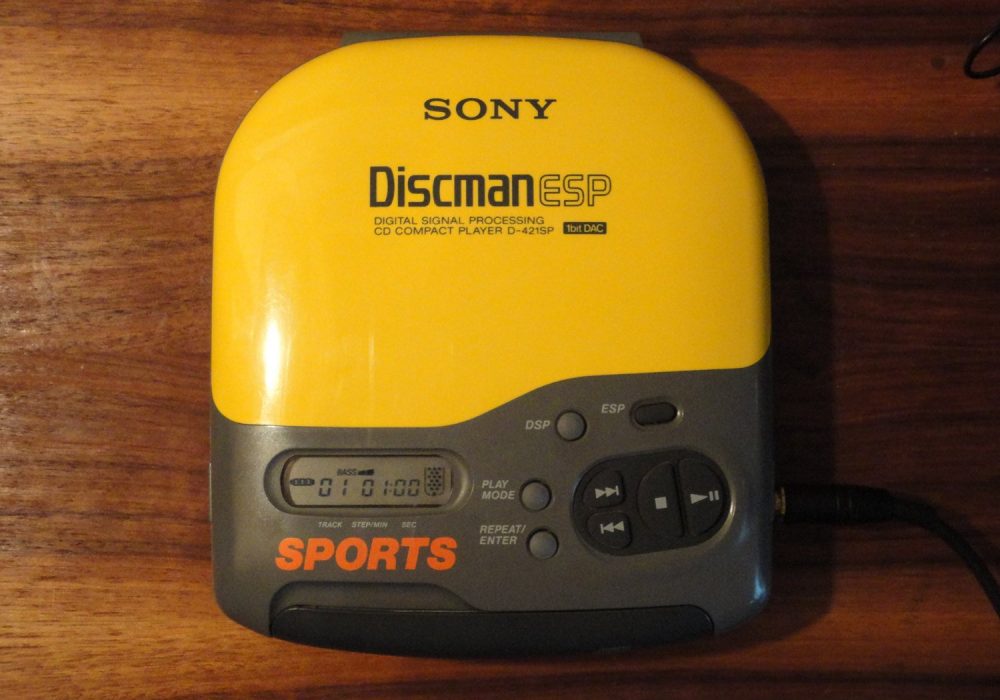 SONY
Discman ESP
DIGITAL SIGNAL PROCESSING
CD COMPACT PLAYER D-421SP 1bit DAC
DSP
ESP
BASS
01 01:00
TRACK STEP/MIN SEC
PLAY
MODE
REPEAT/
ENTER
SPORTS